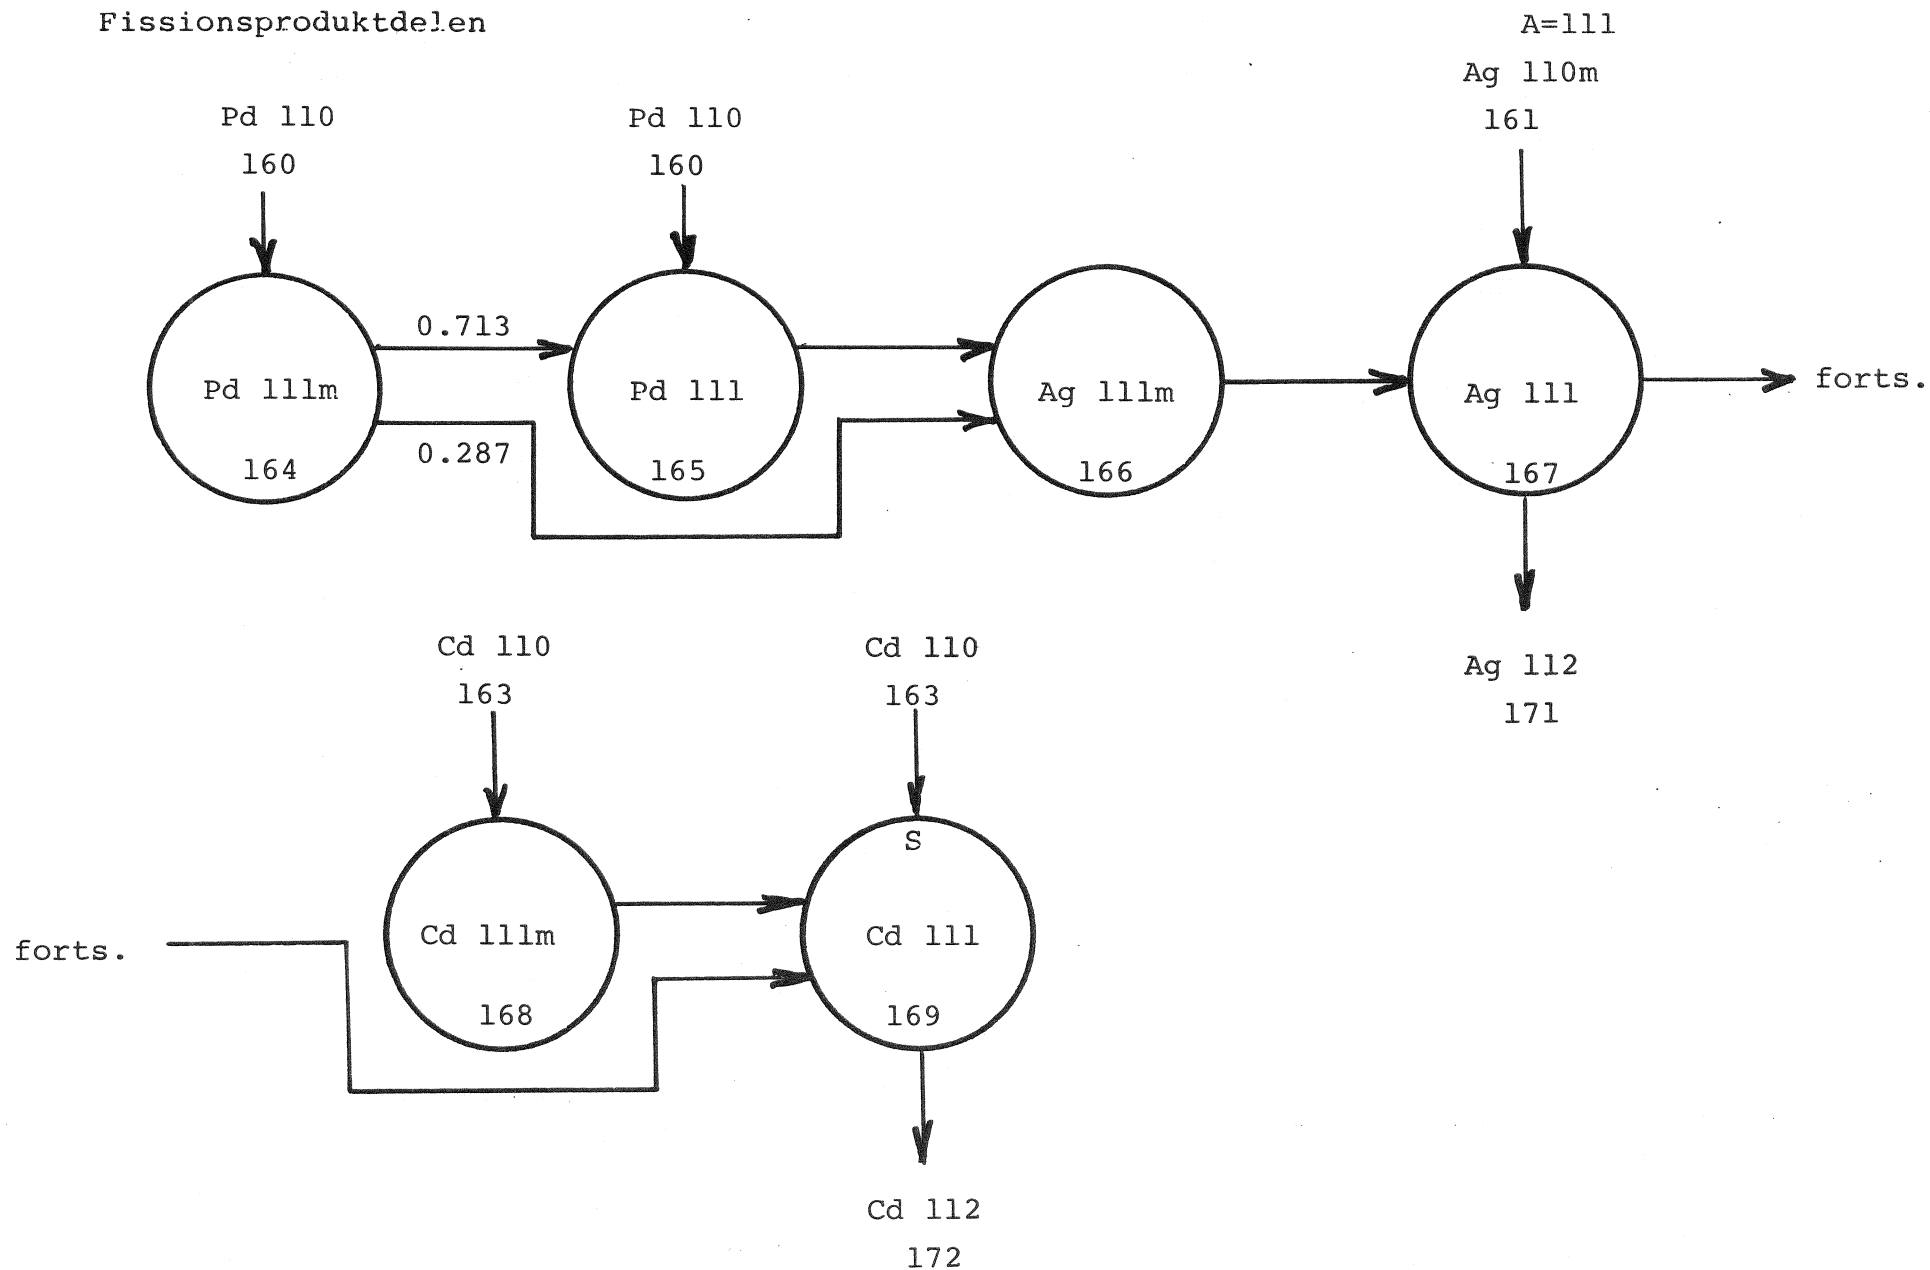 Fissionsproduktdelen
A=111
Ag 110m
161
Pd 110
160
Pd 110
160
0.713
0.287
Pd 111m
164
Pd 111
165
Ag 111m
166
Ag 111
167
forts.
Ag 112
171
Cd 110
163
Cd 110
163
forts.
Cd 111m
168
S
Cd 111
169
Cd 112
172